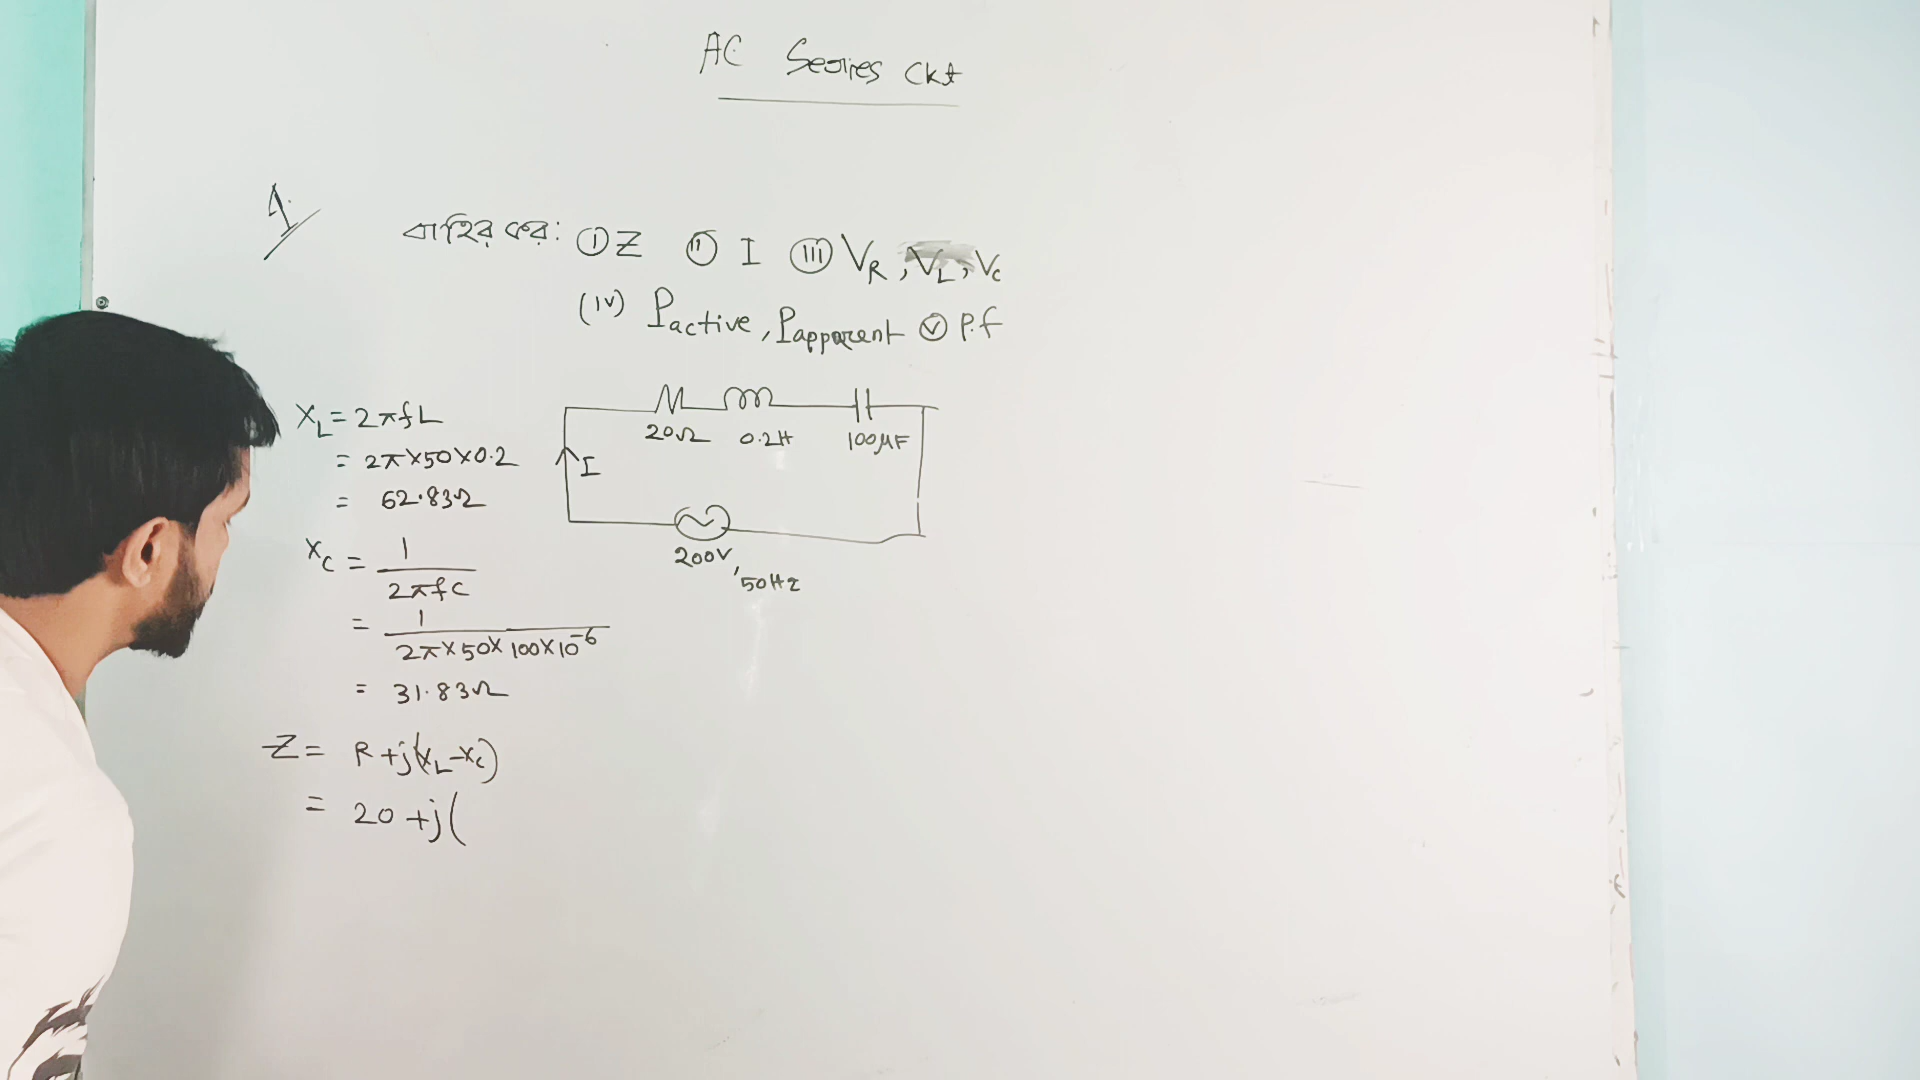 AC Series Ckt
1.
বাহির কর: (i) Z (ii) I (iii) V_R, V_L, V_C
(iv) P_active, P_apparent (v) P.f
20Ω 0.2H 100μF
I
200V, 50Hz
X_L = 2πfL
= 2π×50×0.2
= 62.83Ω
X_C = 1/2πfC
= 1/2π×50×100×10^-6
= 31.83Ω
Z = R+j(X_L-X_C)
= 20+j(